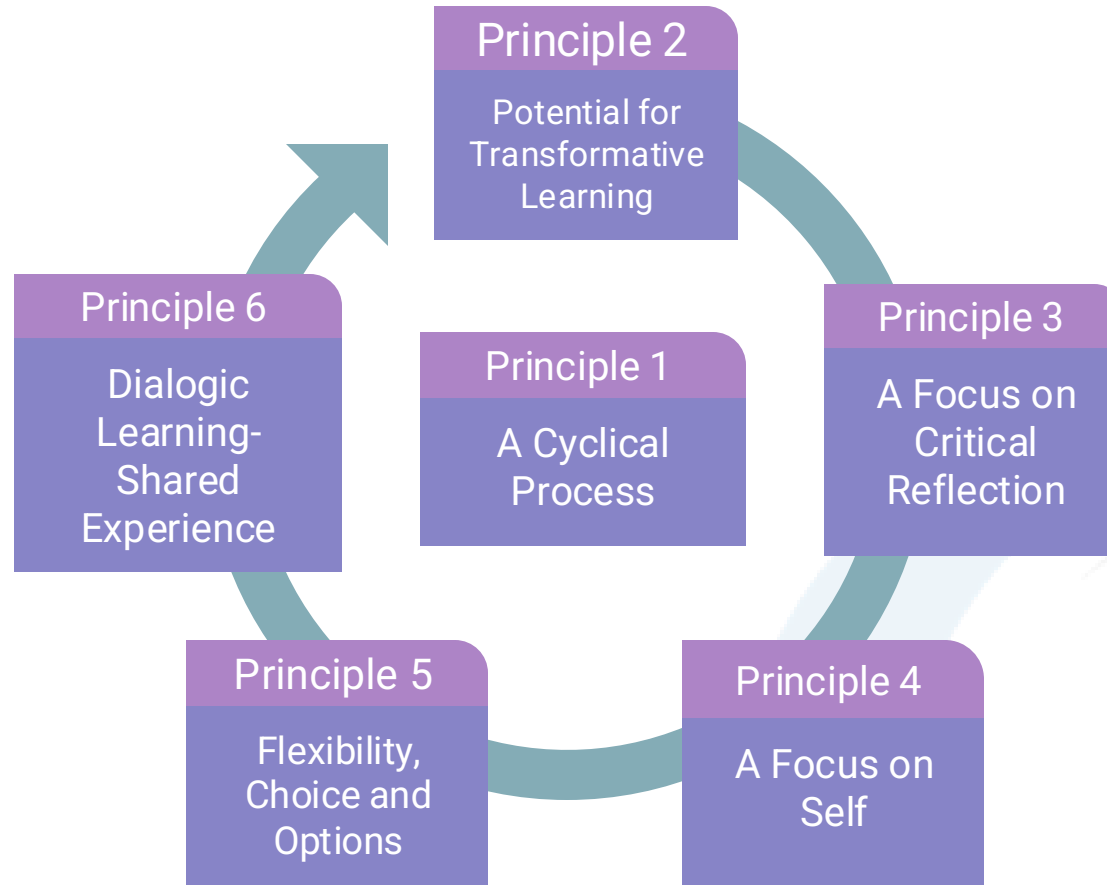 Principle 2
Potential for
Transformative
Learning
Principle 3
A Focus on
Critical
Reflection
Principle 4
A Focus on
Self
Principle 5
Flexibility,
Choice and
Options
Principle 6
Dialogic
Learning-
Shared
Experience
Principle 1
A Cyclical
Process